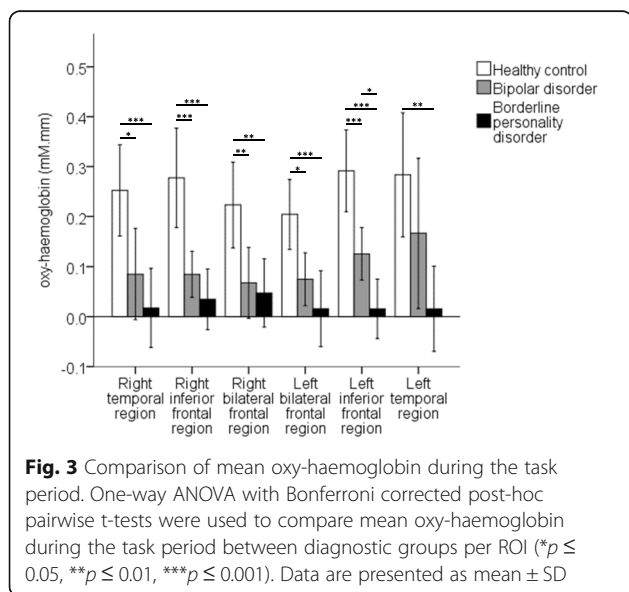 0.5
0.4
0.3
0.2
0.1
0.0
-0.1
oxy-haemoglobin (mM.mm)
Healthy control
Bipolar disorder
Borderline
personality
disorder
***
*
***
***
**
**
***
*
*
***
***
**
Right
temporal
region
Right
inferior
frontal
region
Right
bilateral
frontal
region
Left
bilateral
frontal
region
Left
inferior
frontal
region
Left
temporal
region
Fig. 3 Comparison of mean oxy-haemoglobin during the task
period. One-way ANOVA with Bonferroni corrected post-hoc
pairwise t-tests were used to compare mean oxy-haemoglobin
during the task period between diagnostic groups per ROI (*p ≤
0.05, **p ≤ 0.01, ***p ≤ 0.001). Data are presented as mean ± SD